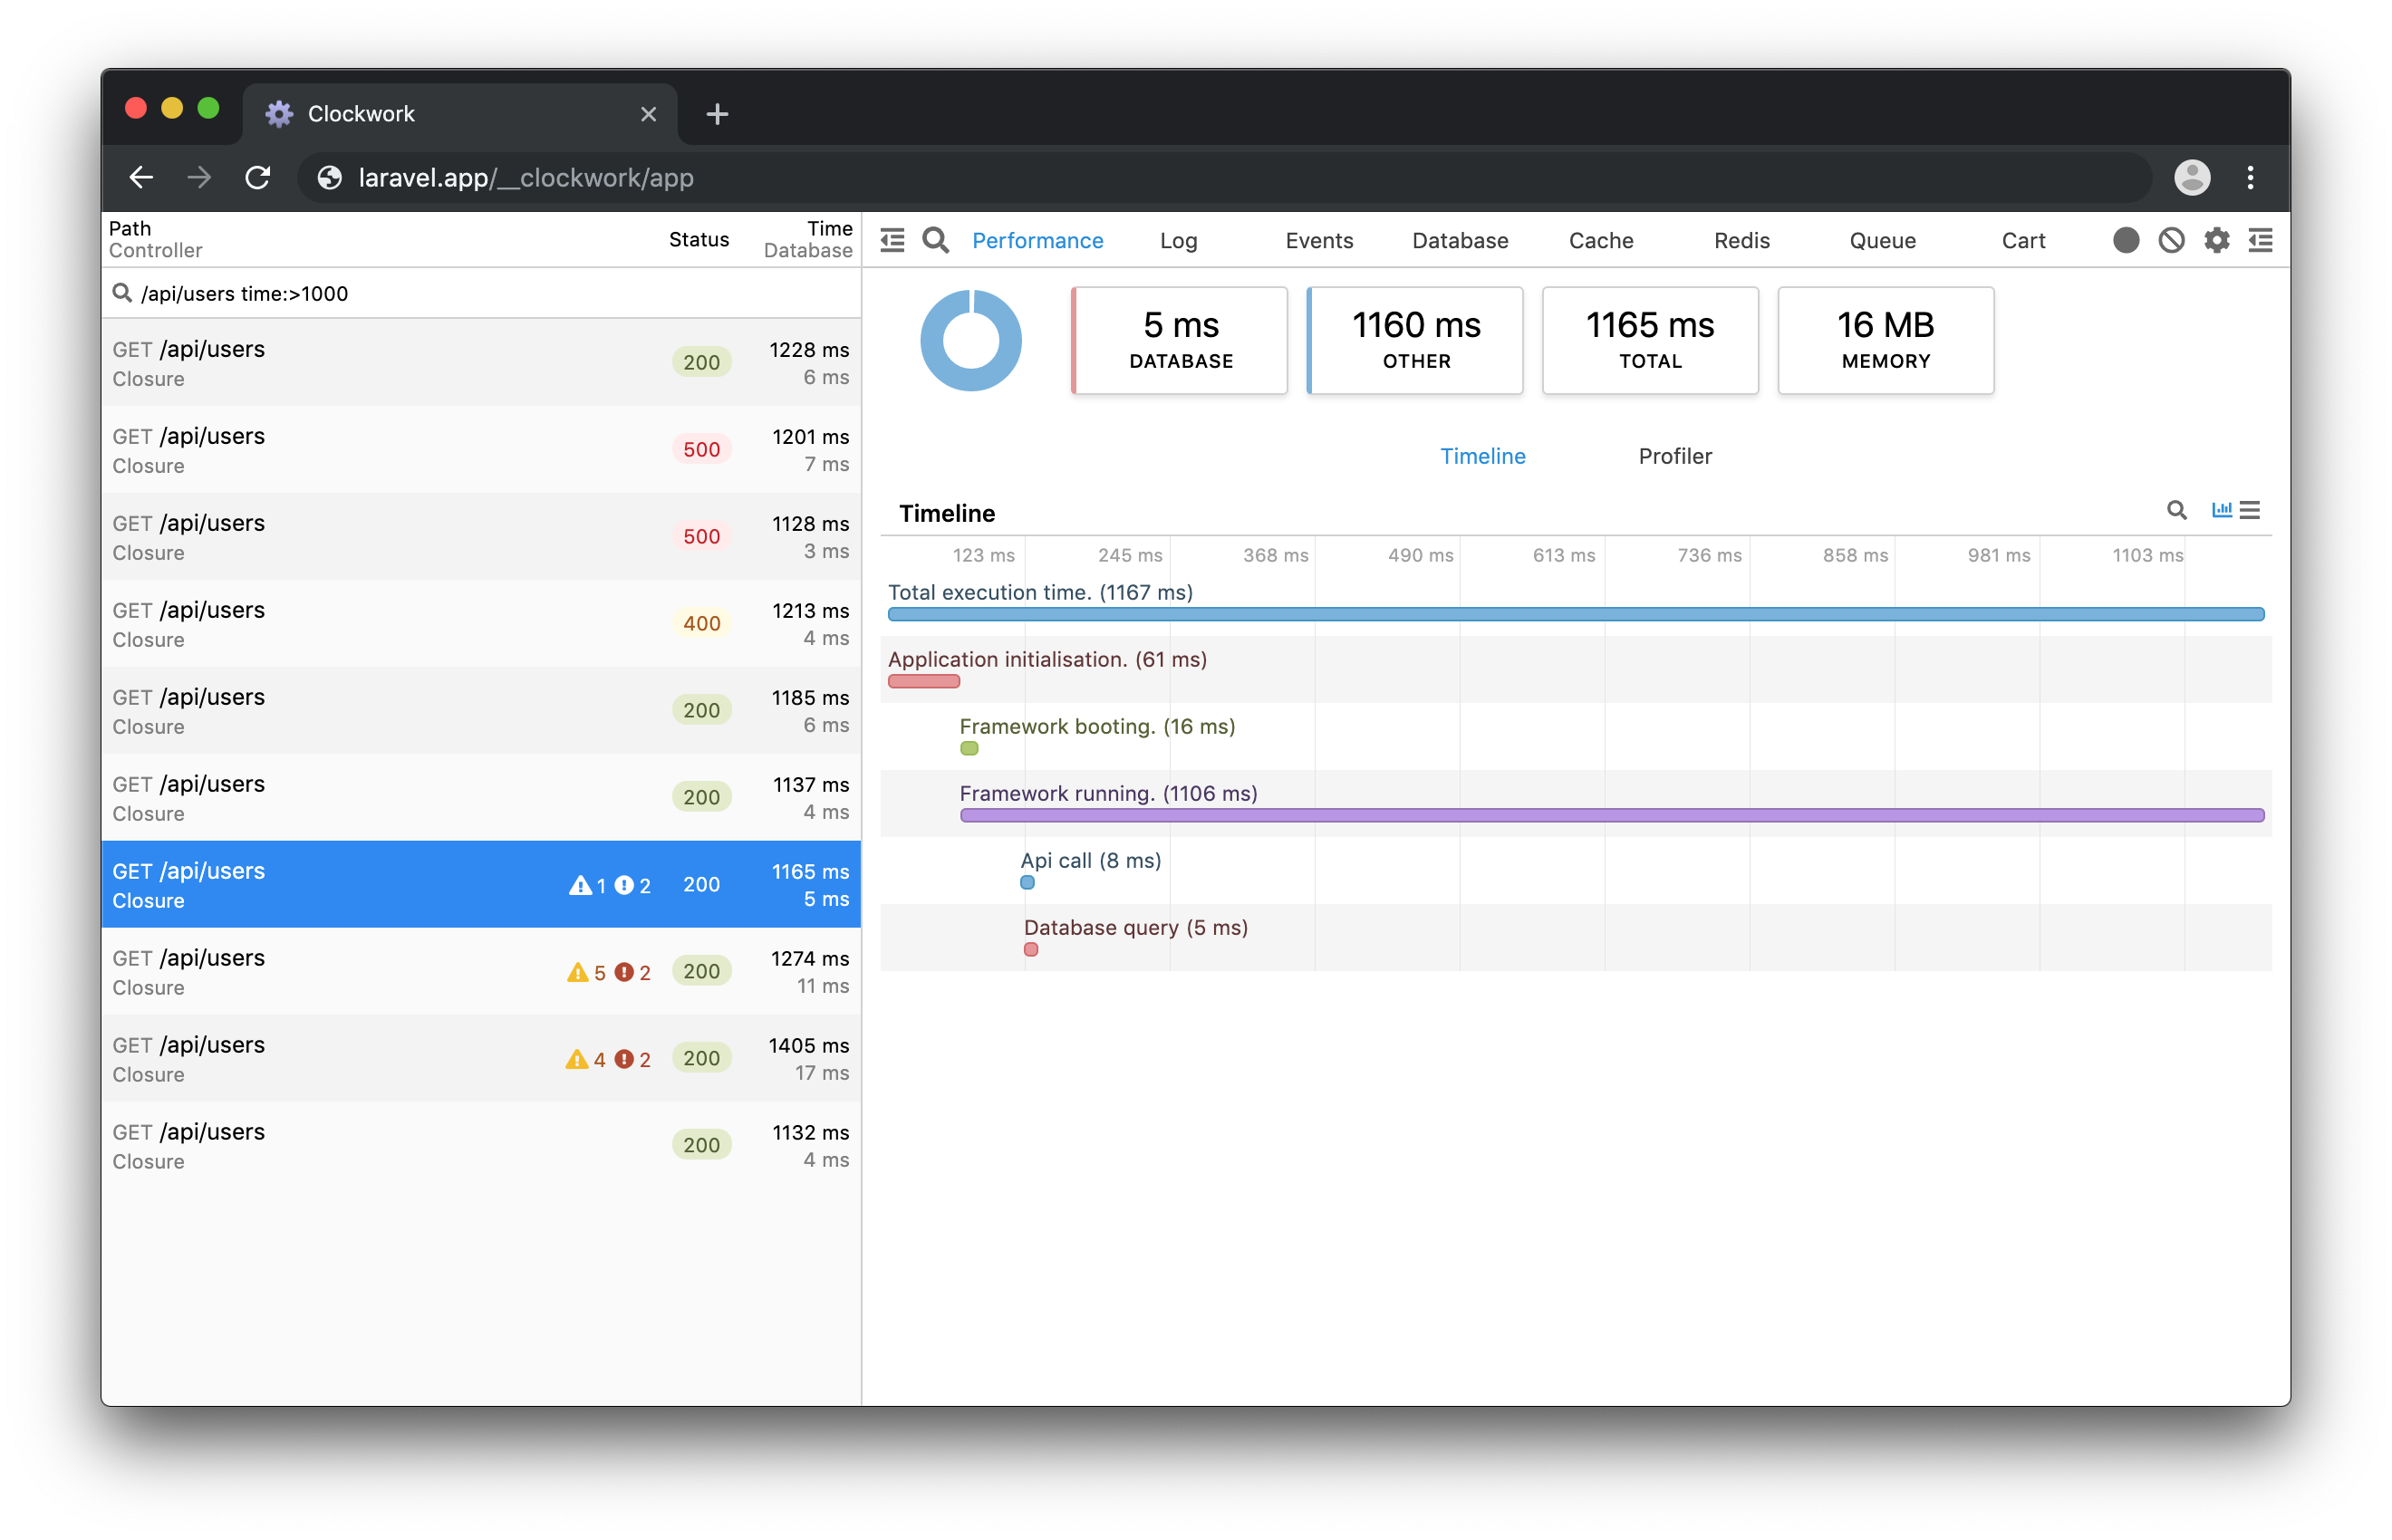 Clockwork
laravel.app/__clockwork/app
Path
Controller
Status
Time
Database
/api/users time:>1000
GET /api/users
Closure
200
1228 ms
6 ms
GET /api/users
Closure
500
1201 ms
7 ms
GET /api/users
Closure
500
1128 ms
3 ms
GET /api/users
Closure
400
1213 ms
4 ms
GET /api/users
Closure
200
1185 ms
6 ms
GET /api/users
Closure
200
1137 ms
4 ms
GET /api/users
Closure
1 2 200
1165 ms
5 ms
GET /api/users
Closure
5 2 200
1274 ms
11 ms
GET /api/users
Closure
4 2 200
1405 ms
17 ms
GET /api/users
Closure
200
1132 ms
4 ms
Performance Log Events Database Cache Redis Queue Cart
5 ms
DATABASE
1160 ms
OTHER
1165 ms
TOTAL
16 MB
MEMORY
Timeline Profiler
Timeline
123 ms 245 ms 368 ms 490 ms 613 ms 736 ms 858 ms 981 ms 1103 ms
Total execution time. (1167 ms)
Application initialisation. (61 ms)
Framework booting. (16 ms)
Framework running. (1106 ms)
Api call (8 ms)
Database query (5 ms)